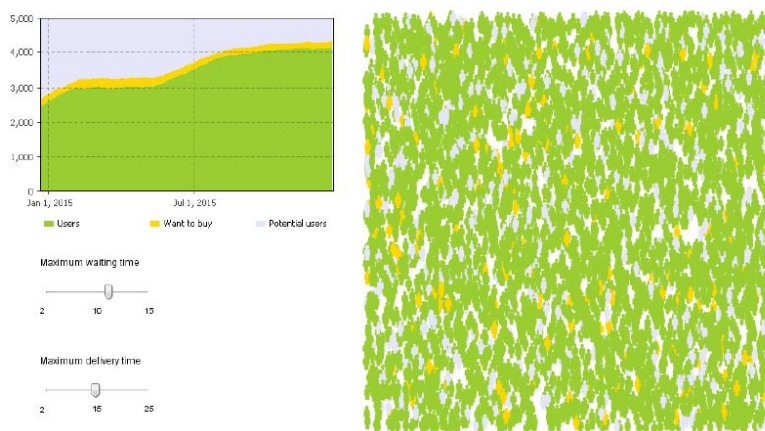 5,000
4,000
3,000
2,000
1,000
0
Jan 1, 2015 Jul 1, 2015
Users Want to buy Potential users
Maximum waiting time
2 10 15
Maximum delivery time
2 15 25